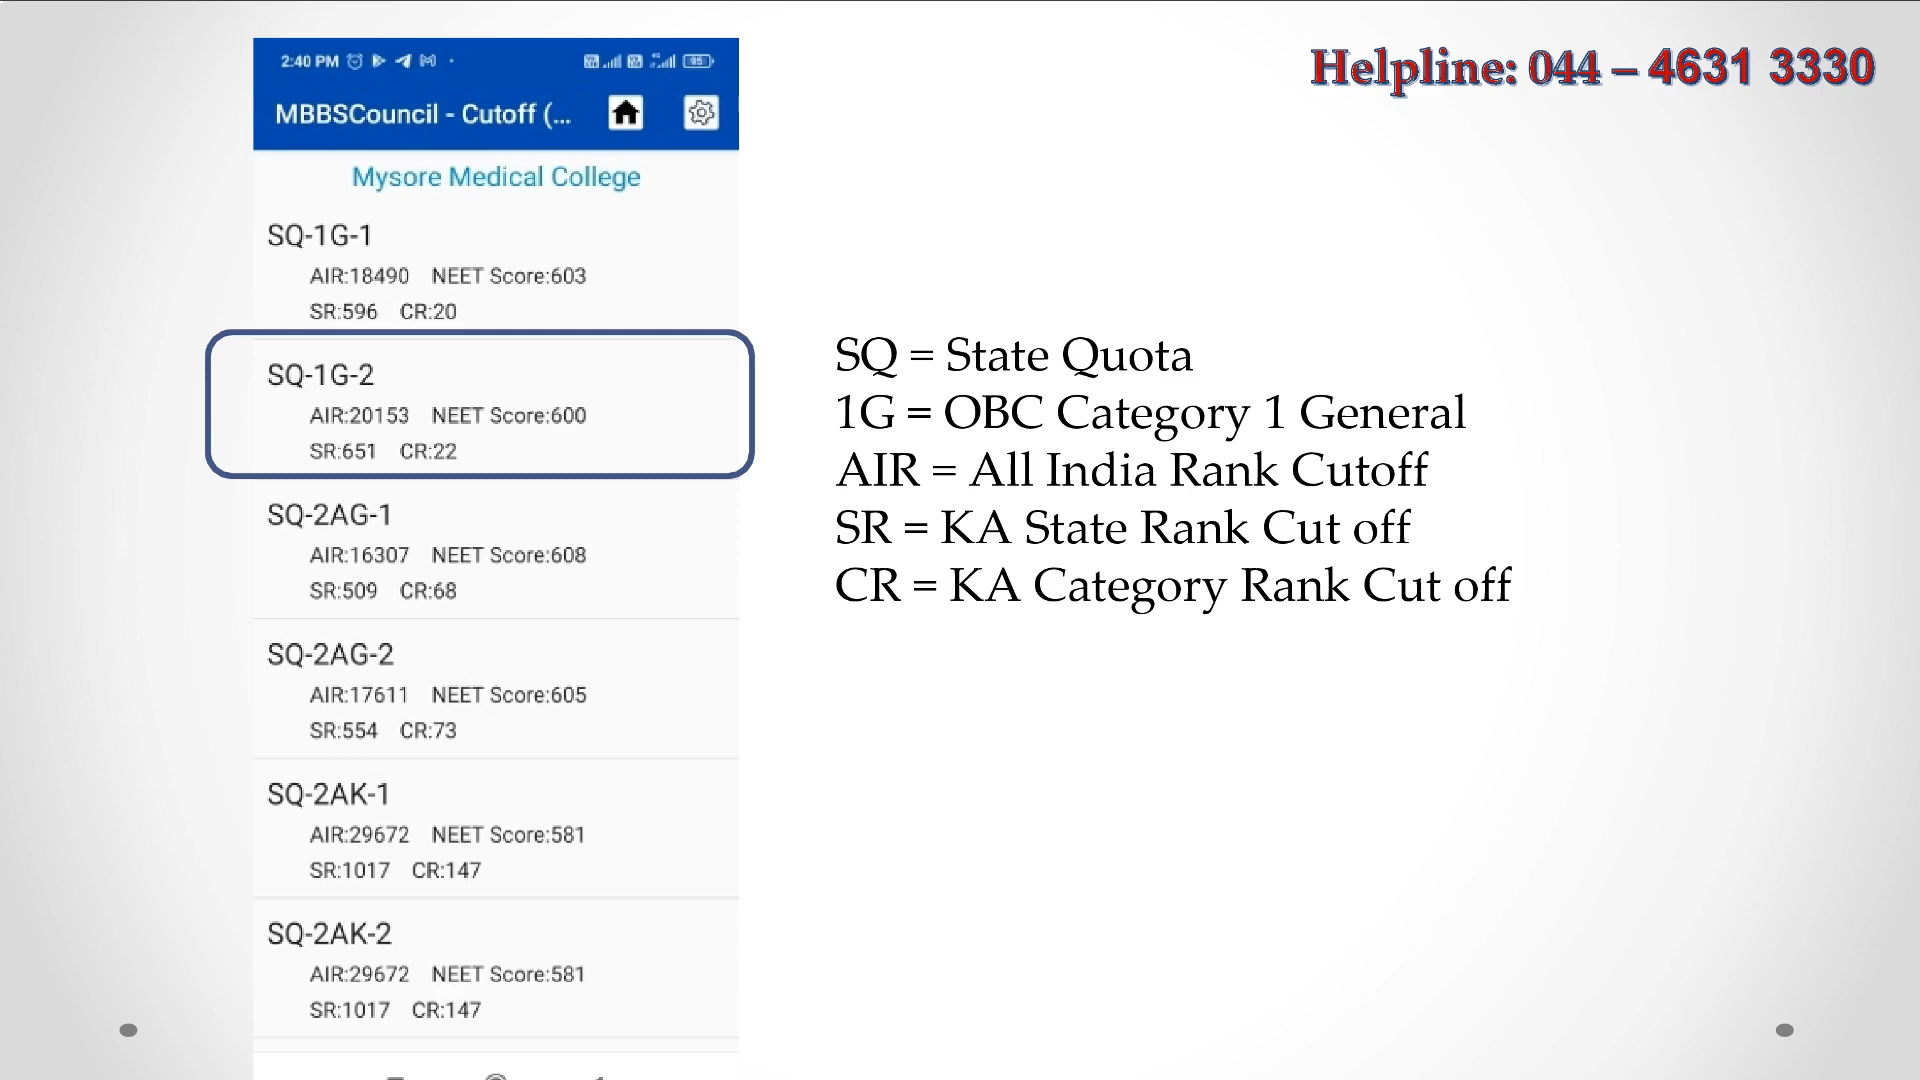 2:40 PM
Helpline: 044 – 4631 3330
MBBSCouncil - Cutoff (...
Mysore Medical College
SQ-1G-1
AIR:18490 NEET Score:603
SR:596 CR:20
SQ-1G-2
AIR:20153 NEET Score:600
SR:651 CR:22
SQ-2AG-1
AIR:16307 NEET Score:608
SR:509 CR:68
SQ-2AG-2
AIR:17611 NEET Score:605
SR:554 CR:73
SQ-2AK-1
AIR:29672 NEET Score:581
SR:1017 CR:147
SQ-2AK-2
AIR:29672 NEET Score:581
SR:1017 CR:147
SQ = State Quota
1G = OBC Category 1 General
AIR = All India Rank Cutoff
SR = KA State Rank Cut off
CR = KA Category Rank Cut off